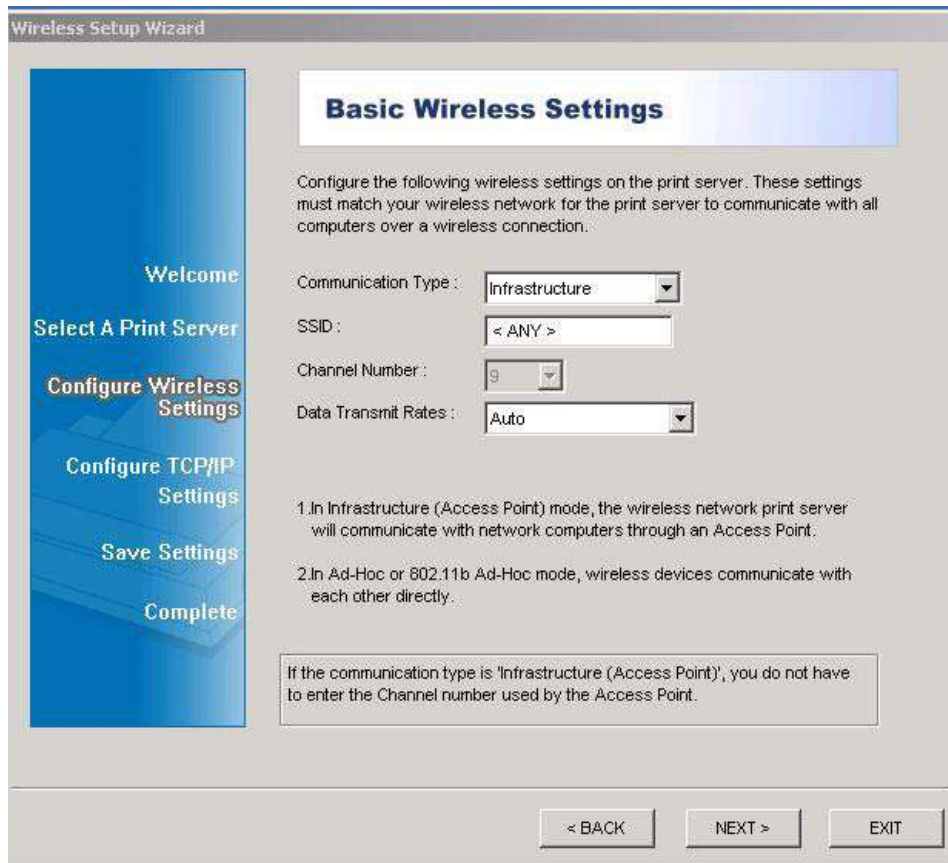 Wireless Setup Wizard
Basic Wireless Settings
Configure the following wireless settings on the print server. These settings
must match your wireless network for the print server to communicate with all
computers over a wireless connection.
Welcome
Select A Print Server
Configure Wireless
Settings
Configure TCP/IP
Settings
Save Settings
Complete
Communication Type :
Infrastructure
SSID :
< ANY >
Channel Number :
9
Data Transmit Rates :
Auto
1.In Infrastructure (Access Point) mode, the wireless network print server
will communicate with network computers through an Access Point.
2.In Ad-Hoc or 802.11b Ad-Hoc mode, wireless devices communicate with
each other directly.
If the communication type is 'Infrastructure (Access Point)', you do not have
to enter the Channel number used by the Access Point.
< BACK
NEXT >
EXIT